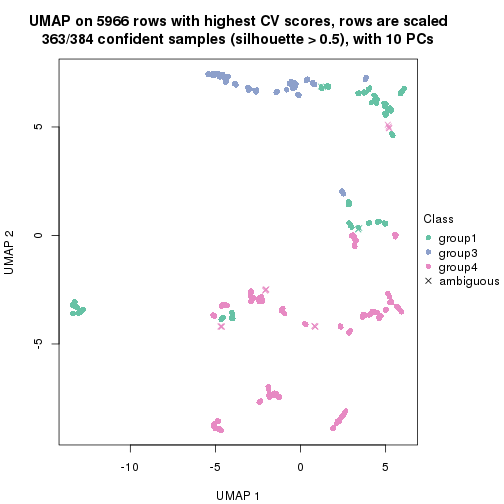 UMAP on 5966 rows with highest CV scores, rows are scaled
363/384 confident samples (silhouette > 0.5), with 10 PCs
5
0
-5
UMAP 2
-10
-5
0
5
UMAP 1
Class
group1
group3
group4
ambiguous